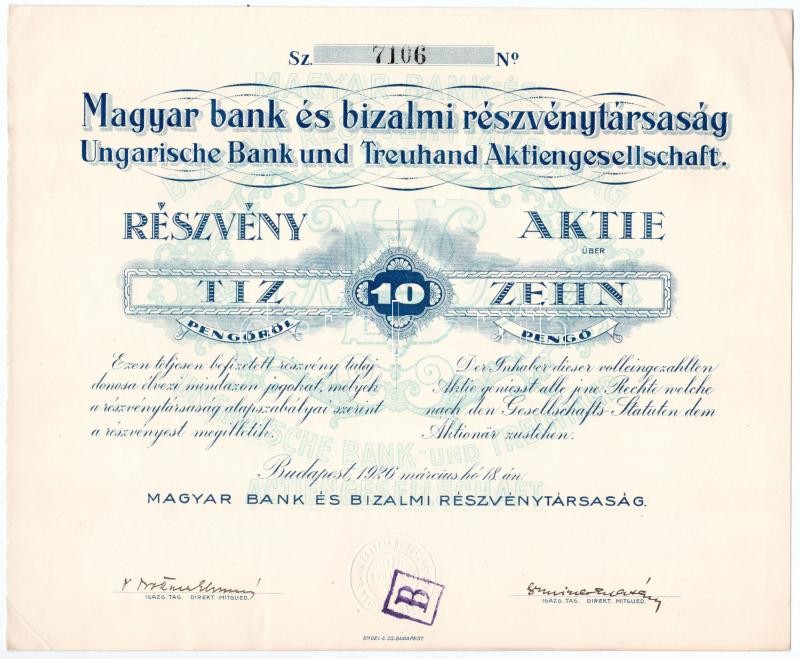 Sz. 7106 Nº
Magyar bank és bizalmi részvénytársaság
Ungarische Bank und Treuhand Aktiengesellschaft.
RÉSZVÉNY
TIZ
PENGŐRŐL
10
AKTIE
ÜBER
ZEHN
PENGŐ
Ezen teljesen befizetett részvény tulaj
donosa élvezi mindazon jogokat, melyek
a részvénytársaság alapszabályai szerint
a részvényest megilletik.
Der Inhaber dieser volleingezahlten
Aktie geniesst alle jene Rechte welche
nach den Gesellschafts-Statuten dem
Aktionär zustehen.
Budapest, 1926 március hó 18.án.
MAGYAR BANK ÉS BIZALMI RÉSZVÉNYTÁRSASÁG.
B
IGAZG. TAG. DIREKT. MITGLIED.
IGAZG. TAG. DIREKT. MITGLIED.